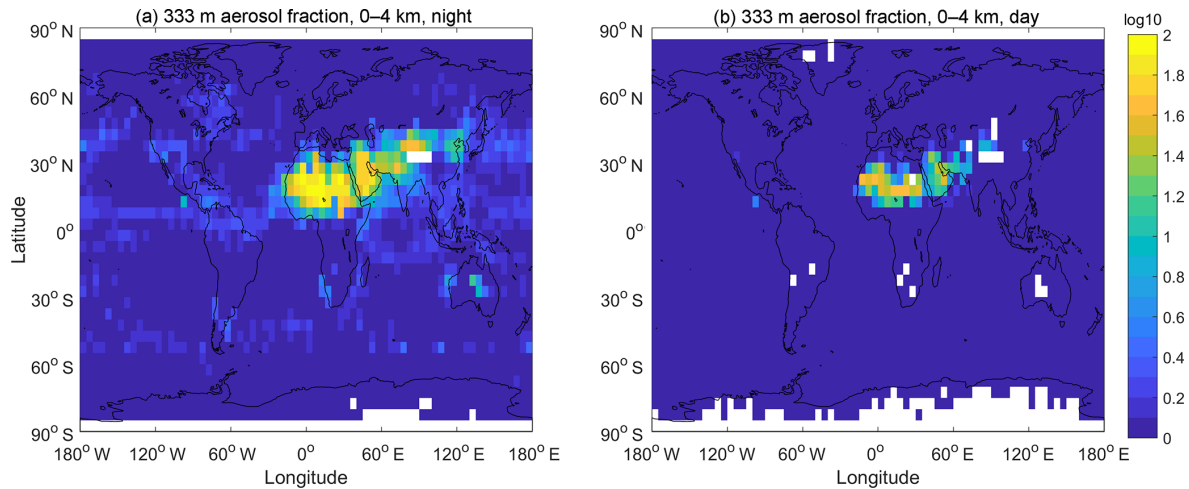 (a) 333 m aerosol fraction, 0–4 km, night
(b) 333 m aerosol fraction, 0–4 km, day
log10
90° N
60° N
30° N
0°
30° S
60° S
90° S
Latitude
180° W
120° W
60° W
0°
60° E
120° E
180° E
Longitude
90° N
60° N
30° N
0°
30° S
60° S
90° S
180° W
120° W
60° W
0°
60° E
120° E
180° E
Longitude
2
1.8
1.6
1.4
1.2
1
0.8
0.6
0.4
0.2
0